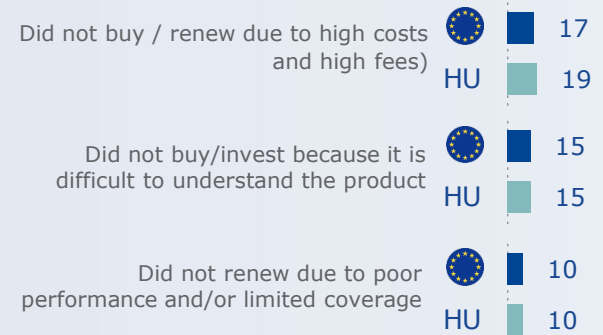 Did not buy / renew due to high costs
and high fees)
17
HU 19
Did not buy/invest because it is
difficult to understand the product
15
HU 15
Did not renew due to poor
performance and/or limited coverage
10
HU 10